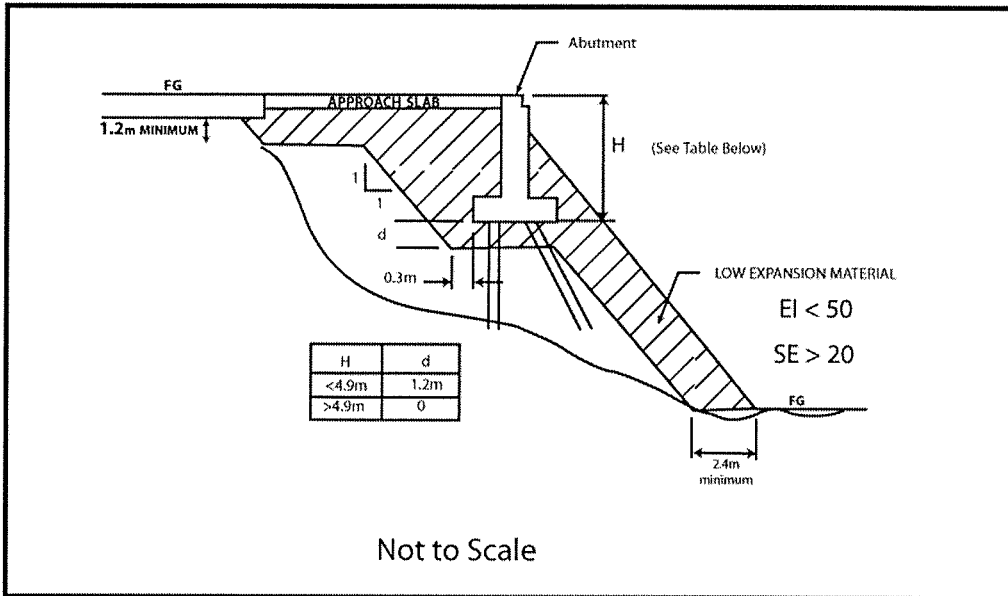 Abutment
FG
APPROACH SLAB
1.2m MINIMUM
H (See Table Below)
1
1
d
0.3m
LOW EXPANSION MATERIAL
EI < 50
SE > 20
H d
<4.9m 1.2m
>4.9m 0
FG
2.4m
minimum
Not to Scale